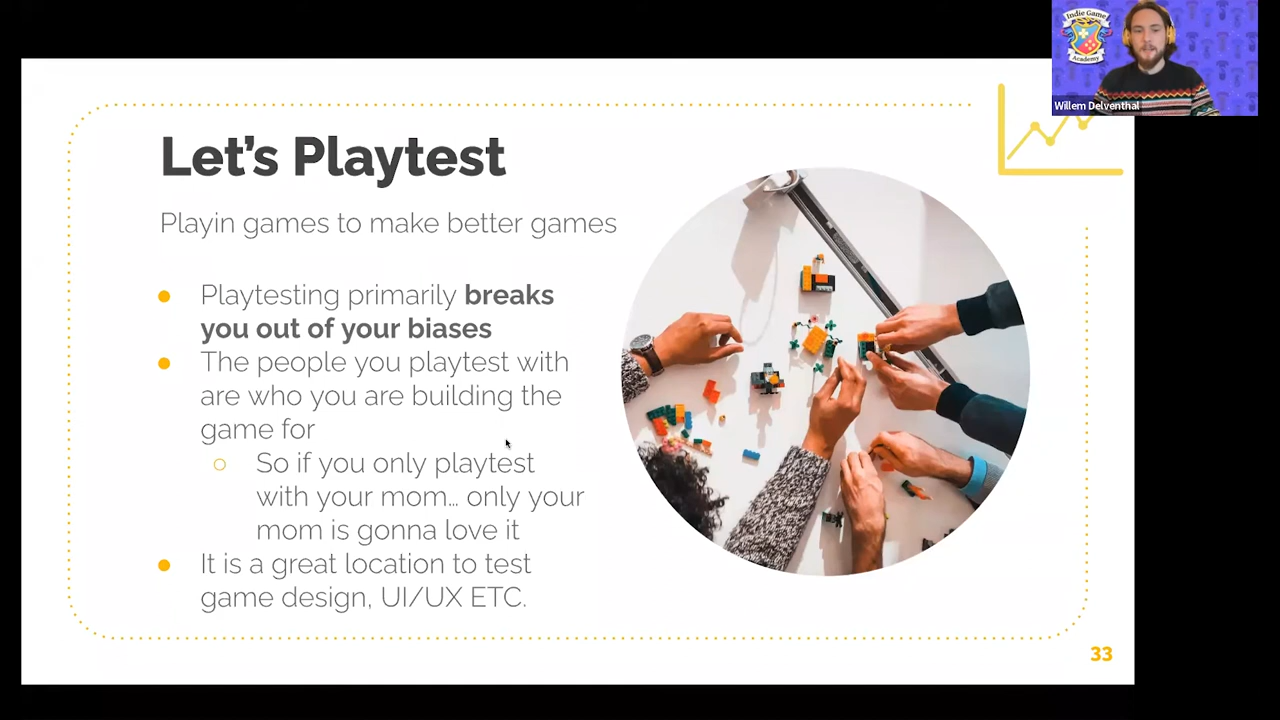 Indie Game
Academy
Willem Delventhal
Let's Playtest
Playin games to make better games
● Playtesting primarily breaks
you out of your biases
● The people you playtest with
are who you are building the
game for
○ So if you only playtest
with your mom... only your
mom is gonna love it
● It is a great location to test
game design, UI/UX ETC.
33